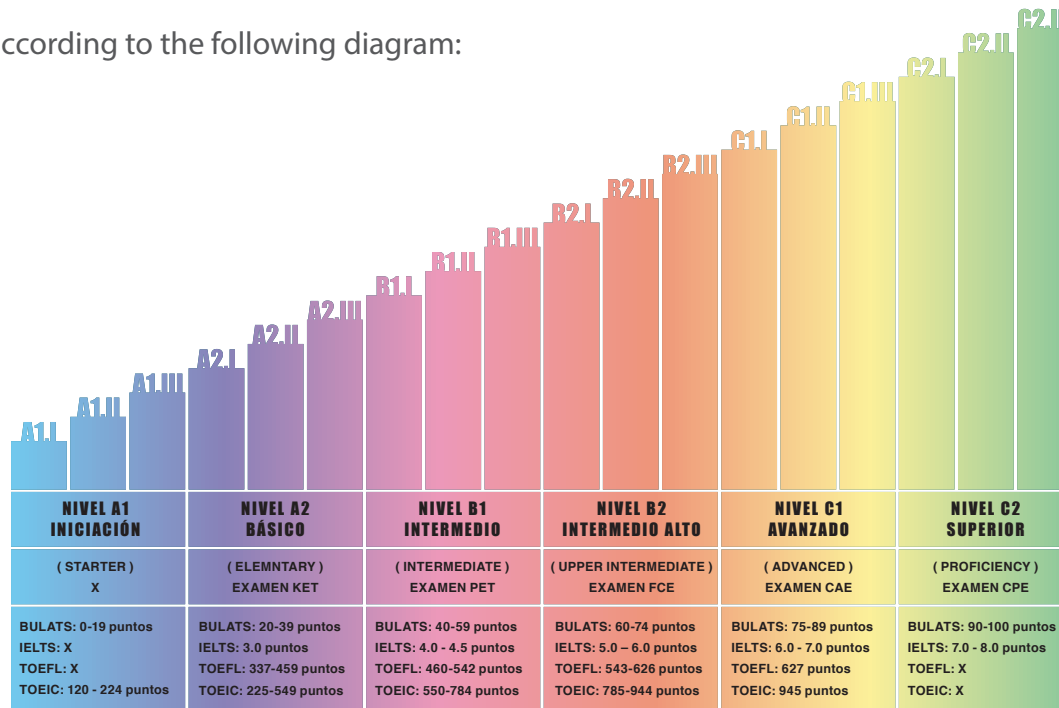 ccording to the following diagram:
A1.I
A1.II
A1.III
A2.I
A2.II
A2.III
B1.I
B1.II
B1.III
B2.I
B2.II
B2.III
C1.I
C1.II
C1.III
C2.I
C2.II
C2.I
NIVEL A1
INICIACIÓN
( STARTER )
X
BULATS: 0-19 puntos
IELTS: X
TOEFL: X
TOEIC: 120 - 224 puntos
NIVEL A2
BÁSICO
( ELEMNTARY )
EXAMEN KET
BULATS: 20-39 puntos
IELTS: 3.0 puntos
TOEFL: 337-459 puntos
TOEIC: 225-549 puntos
NIVEL B1
INTERMEDIO
( INTERMEDIATE )
EXAMEN PET
BULATS: 40-59 puntos
IELTS: 4.0 - 4.5 puntos
TOEFL: 460-542 puntos
TOEIC: 550-784 puntos
NIVEL B2
INTERMEDIO ALTO
( UPPER INTERMEDIATE )
EXAMEN FCE
BULATS: 60-74 puntos
IELTS: 5.0 – 6.0 puntos
TOEFL: 543-626 puntos
TOEIC: 785-944 puntos
NIVEL C1
AVANZADO
( ADVANCED )
EXAMEN CAE
BULATS: 75-89 puntos
IELTS: 6.0 - 7.0 puntos
TOEFL: 627 puntos
TOEIC: 945 puntos
NIVEL C2
SUPERIOR
( PROFICIENCY )
EXAMEN CPE
BULATS: 90-100 puntos
IELTS: 7.0 - 8.0 puntos
TOEFL: X
TOEIC: X